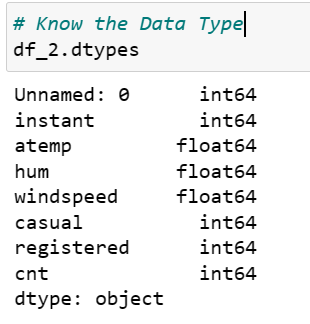 # Know the Data Type
df_2.dtypes
Unnamed: 0      int64
instant         int64
atemp         float64
hum           float64
windspeed     float64
casual          int64
registered      int64
cnt             int64
dtype: object